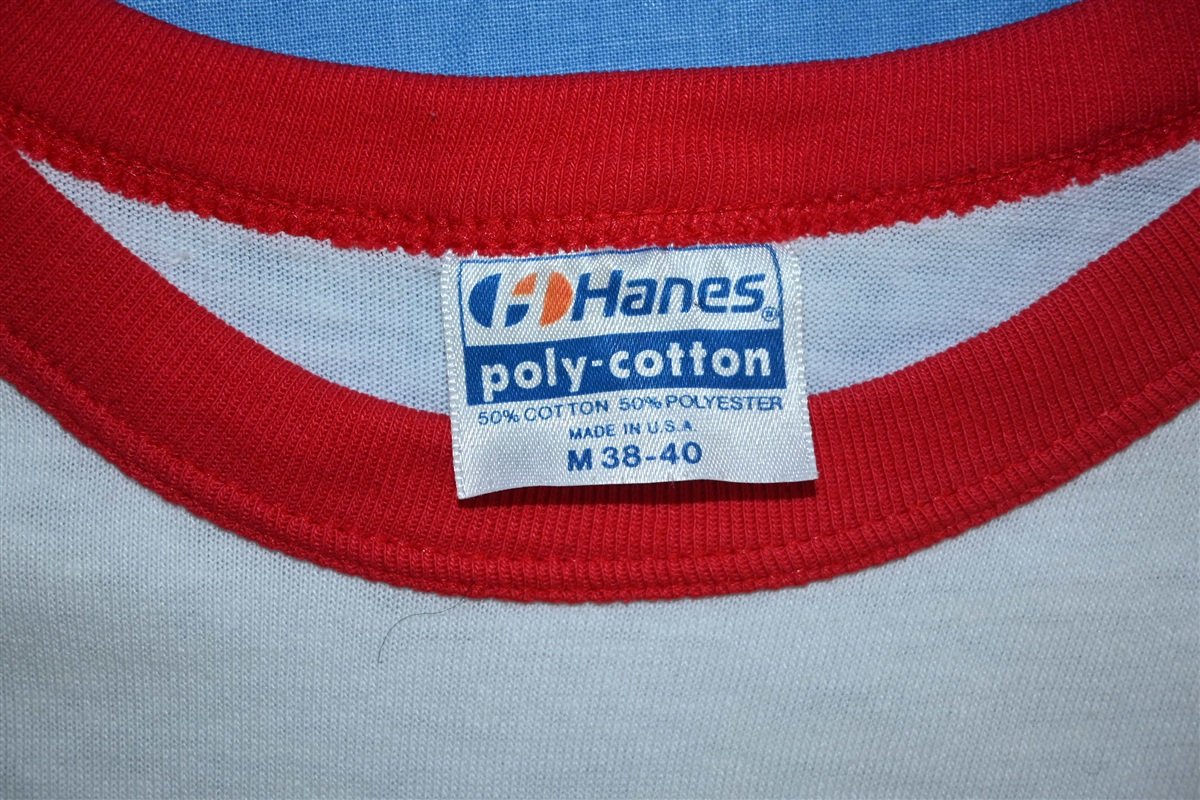 Hanes®
poly-cotton
50% COTTON 50% POLYESTER
MADE IN U.S.A
M 38-40